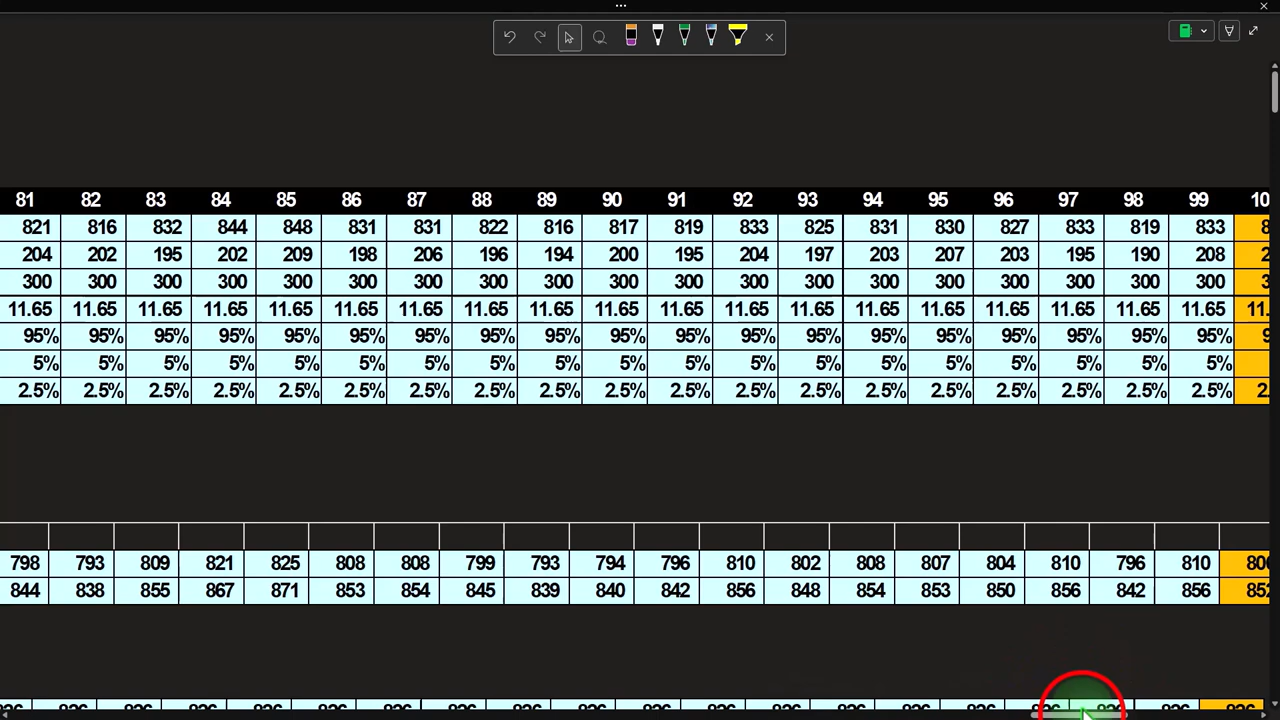 81 82 83 84 85 86 87 88 89 90 91 92 93 94 95 96 97 98 99 10
821 816 832 844 848 831 831 822 816 817 819 833 825 831 830 827 833 819 833 8
204 202 195 202 209 198 206 196 194 200 195 204 197 203 207 203 195 190 208 2
300 300 300 300 300 300 300 300 300 300 300 300 300 300 300 300 300 300 300 3
11.65 11.65 11.65 11.65 11.65 11.65 11.65 11.65 11.65 11.65 11.65 11.65 11.65 11.65 11.65 11.65 11.65 11.65 11.65 11.
95% 95% 95% 95% 95% 95% 95% 95% 95% 95% 95% 95% 95% 95% 95% 95% 95% 95% 95% 9
5% 5% 5% 5% 5% 5% 5% 5% 5% 5% 5% 5% 5% 5% 5% 5% 5% 5% 5%
2.5% 2.5% 2.5% 2.5% 2.5% 2.5% 2.5% 2.5% 2.5% 2.5% 2.5% 2.5% 2.5% 2.5% 2.5% 2.5% 2.5% 2.5% 2.5% 2.
798 793 809 821 825 808 808 799 793 794 796 810 802 808 807 804 810 796 810 806
844 838 855 867 871 853 854 845 839 840 842 856 848 854 853 850 856 842 856 852